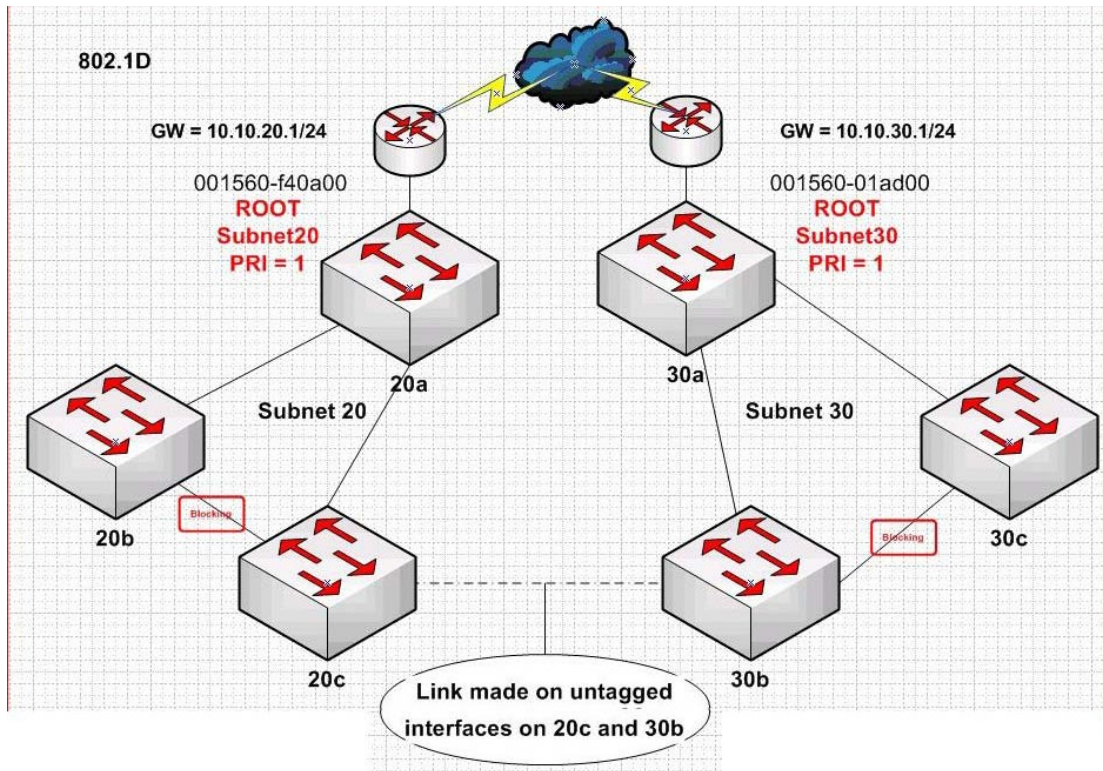 802.1D
GW = 10.10.20.1/24
GW = 10.10.30.1/24
001560-f40a00
ROOT
Subnet20
PRI = 1
001560-01ad00
ROOT
Subnet30
PRI = 1
20a
30a
Subnet 20
Subnet 30
Blocking
20b
Blocking
30c
20c
30b
Link made on untagged
interfaces on 20c and 30b